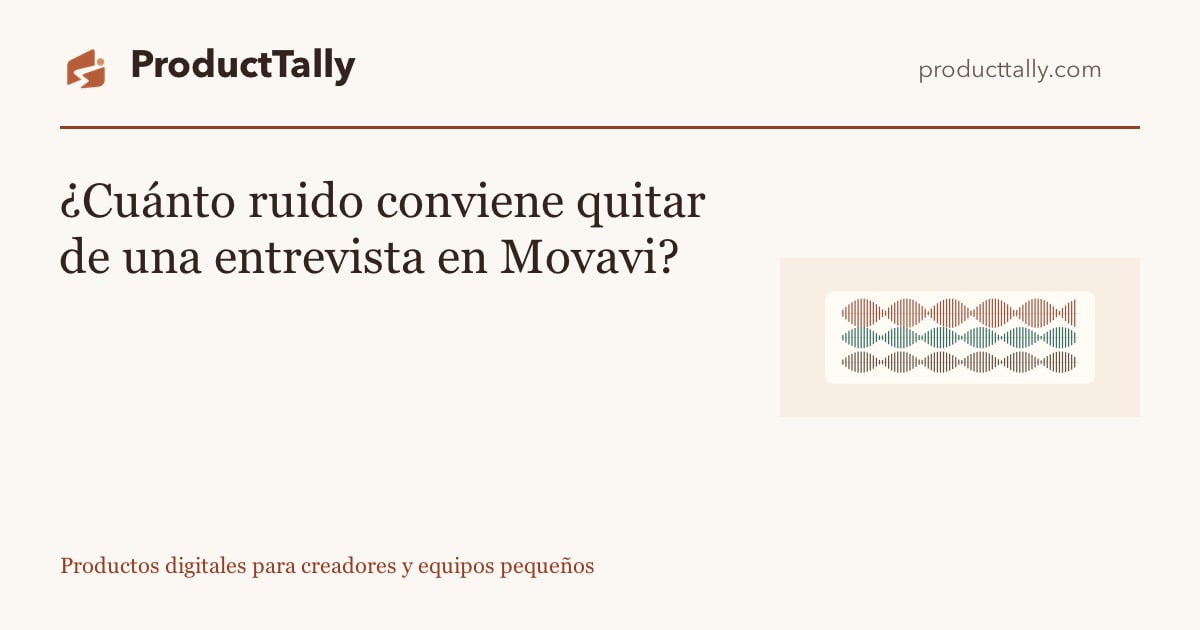 ProductTally
producttally.com
¿Cuánto ruido conviene quitar
de una entrevista en Movavi?
Productos digitales para creadores y equipos pequeños